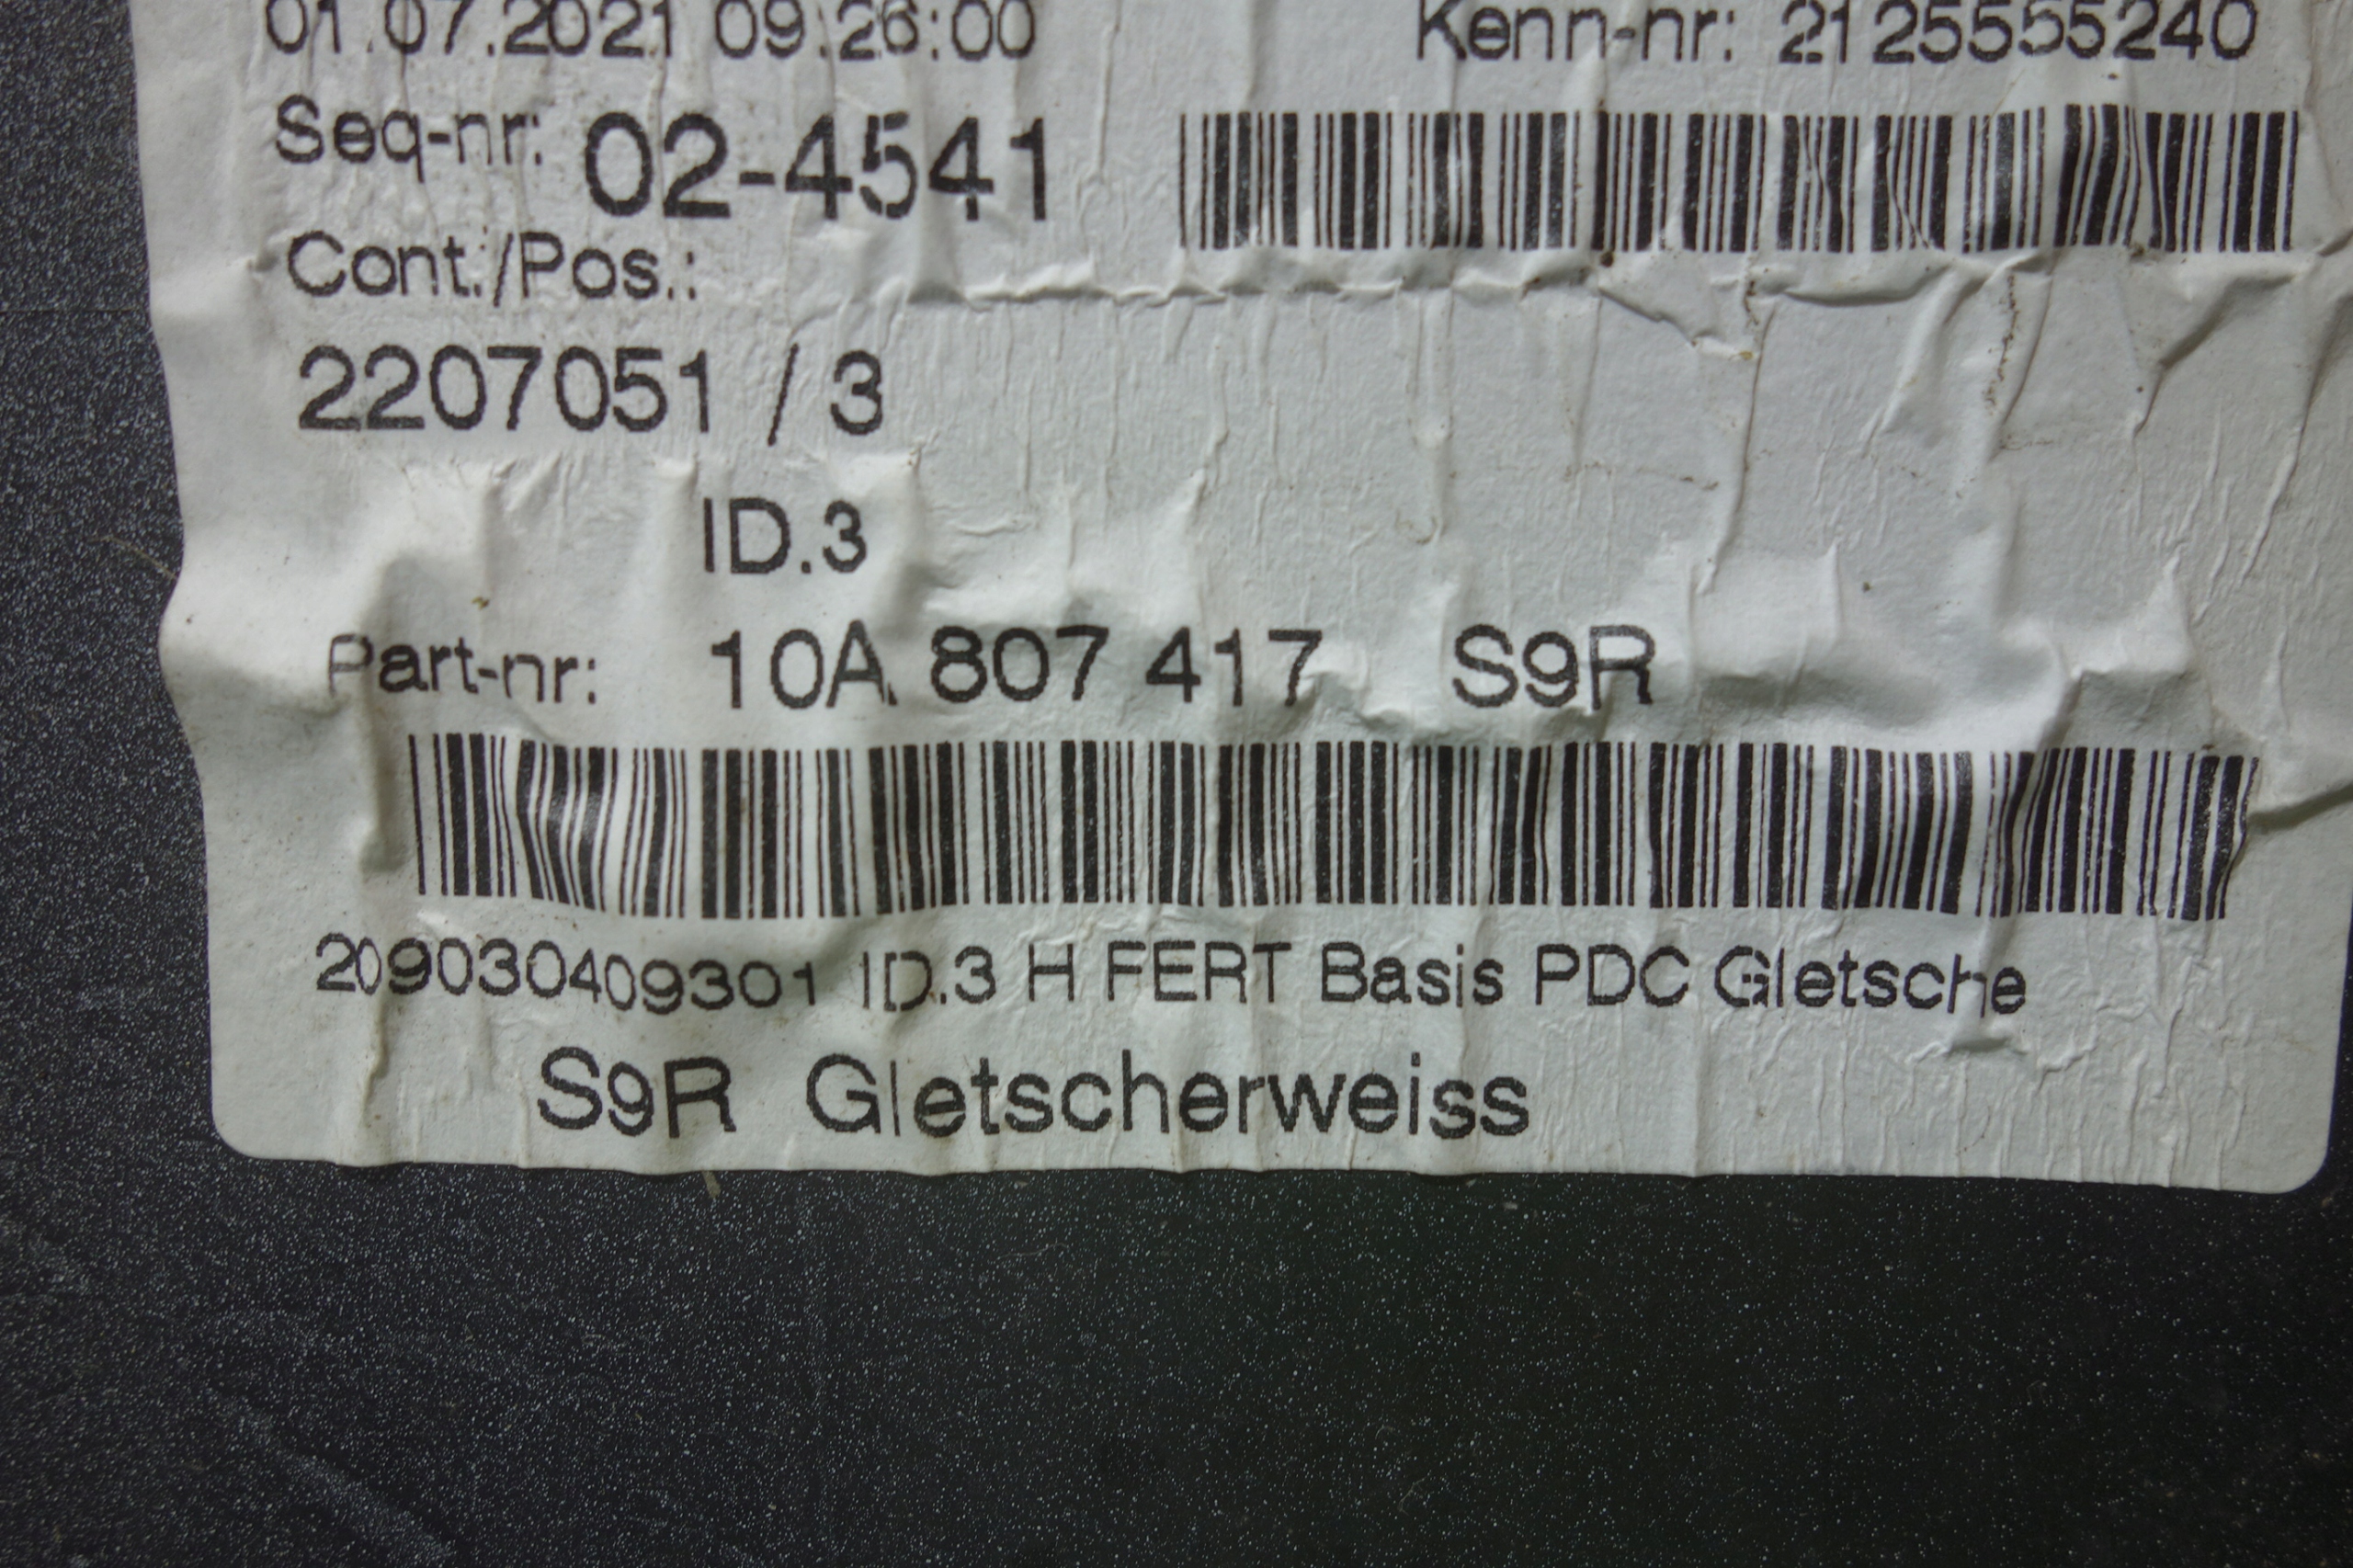 01.07.2021 09:26:00 Kenn-nr: 2125555240
Seq-nr: 02-4541
Cont./Pos.:
2207051 / 3
ID.3
Part-nr: 10A 807 417 S9R
209030409301 ID.3 H FERT Basis PDC Gletsche
S9R Gletscherweiss